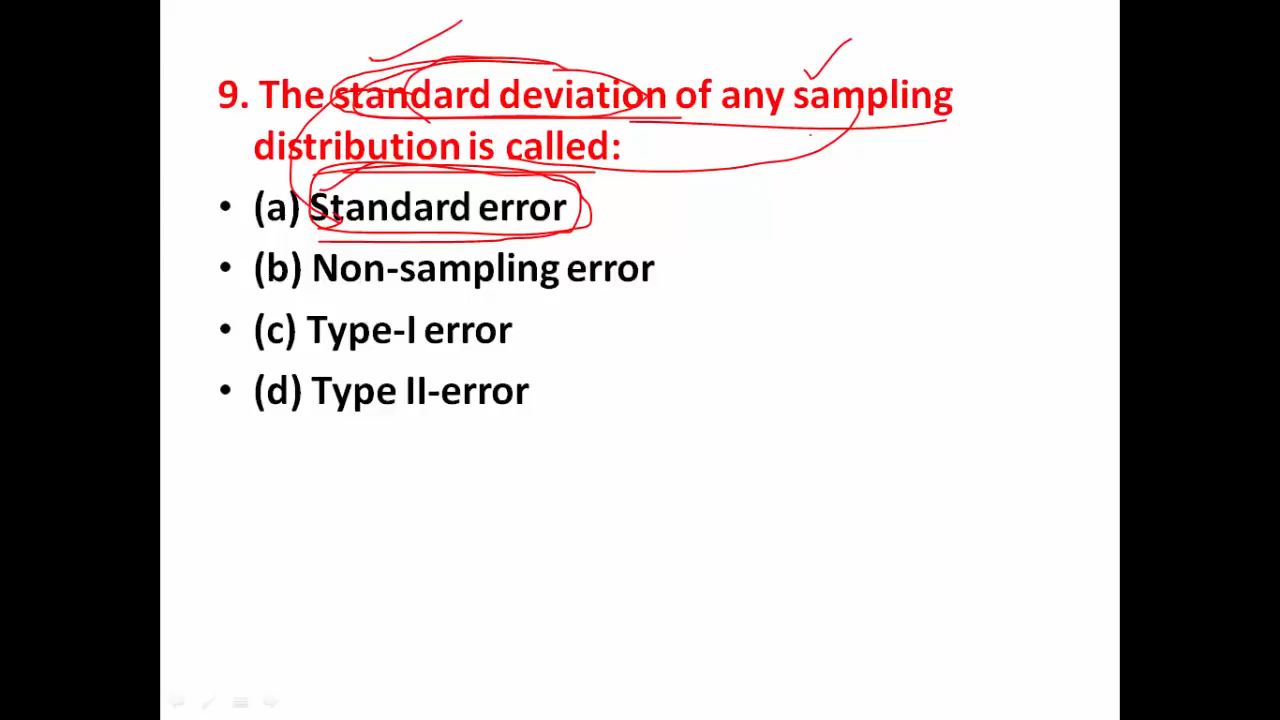 9. The standard deviation of any sampling
distribution is called:
• (a) Standard error
• (b) Non-sampling error
• (c) Type-I error
• (d) Type II-error